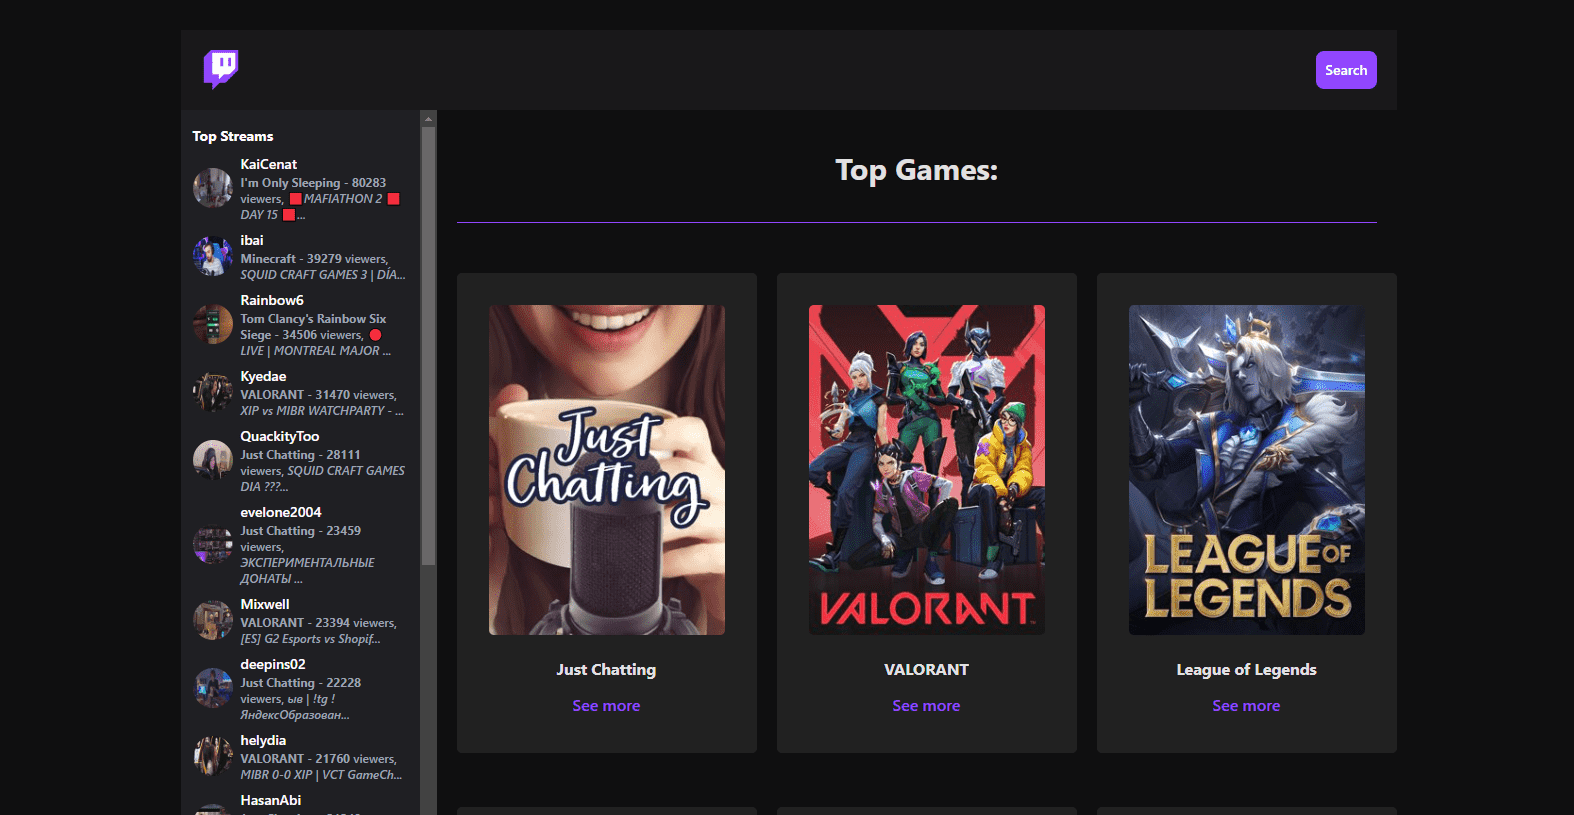 Search
Top Streams
KaiCenat
I'm Only Sleeping - 80283
viewers, 🟥MAFIATHON 2 🟥
DAY 15 🟥...
ibai
Minecraft - 39279 viewers,
SQUID CRAFT GAMES 3 | DÍA...
Rainbow6
Tom Clancy's Rainbow Six
Siege - 34506 viewers, 🔴
LIVE | MONTREAL MAJOR ...
Kyedae
VALORANT - 31470 viewers,
XIP vs MIBR WATCHPARTY - ...
QuackityToo
Just Chatting - 28111
viewers, SQUID CRAFT GAMES
DIA ???...
evelone2004
Just Chatting - 23459
viewers,
ЭКСПЕРИМЕНТАЛЬНЫЕ
ДОНАТЫ ...
Mixwell
VALORANT - 23394 viewers,
[ES] G2 Esports vs Shopif...
deepins02
Just Chatting - 22228
viewers, ыв | !tg !
ЯндексОбразован...
helydia
VALORANT - 21760 viewers,
MIBR 0-0 XIP | VCT GameCh...
HasanAbi
Top Games:
Just
Chatting
VALORANT
LEAGUE OF
LEGENDS
Just Chatting
VALORANT
League of Legends
See more
See more
See more